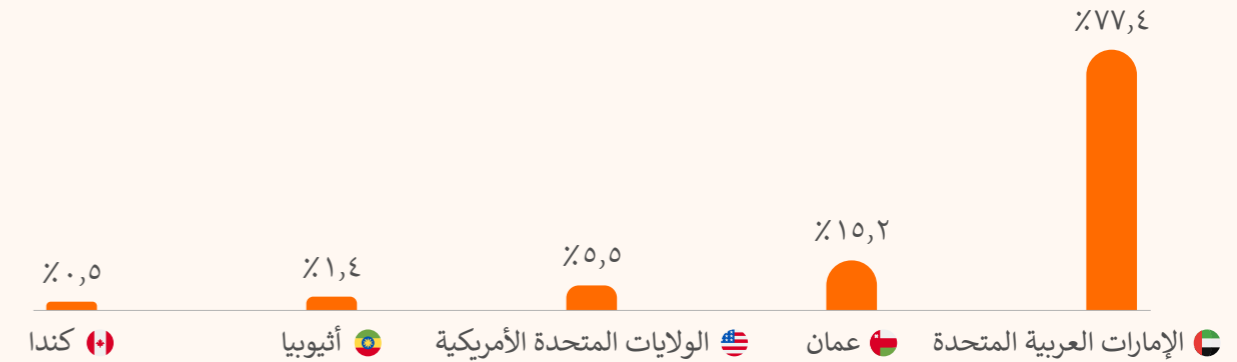 ٪٧٧,٤
٪١٥,٢
٪٥,٥
٪١,٤
٪٠,٥
الإمارات العربية المتحدة
عمان
الولايات المتحدة الأمريكية
أثيوبيا
كندا